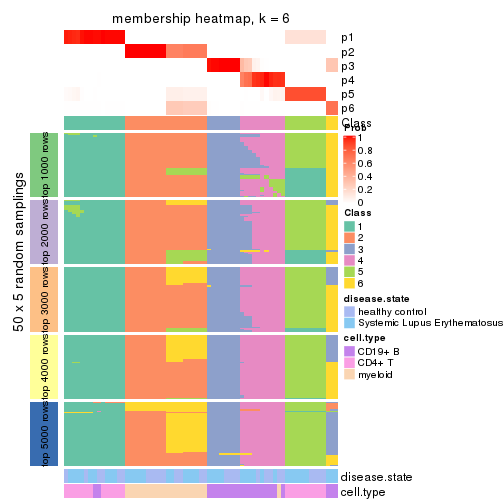 membership heatmap, k = 6
p1
p2
p3
p4
p5
p6
Class
50 x 5 random samplings
top 1000 rows
top 2000 rows
top 3000 rows
top 4000 rows
top 5000 rows
Prob
1
0.8
0.6
0.4
0.2
0
Class
1
2
3
4
5
6
disease.state
healthy control
Systemic Lupus Erythematosus
cell.type
CD19+ B
CD4+ T
myeloid
disease.state
cell.type